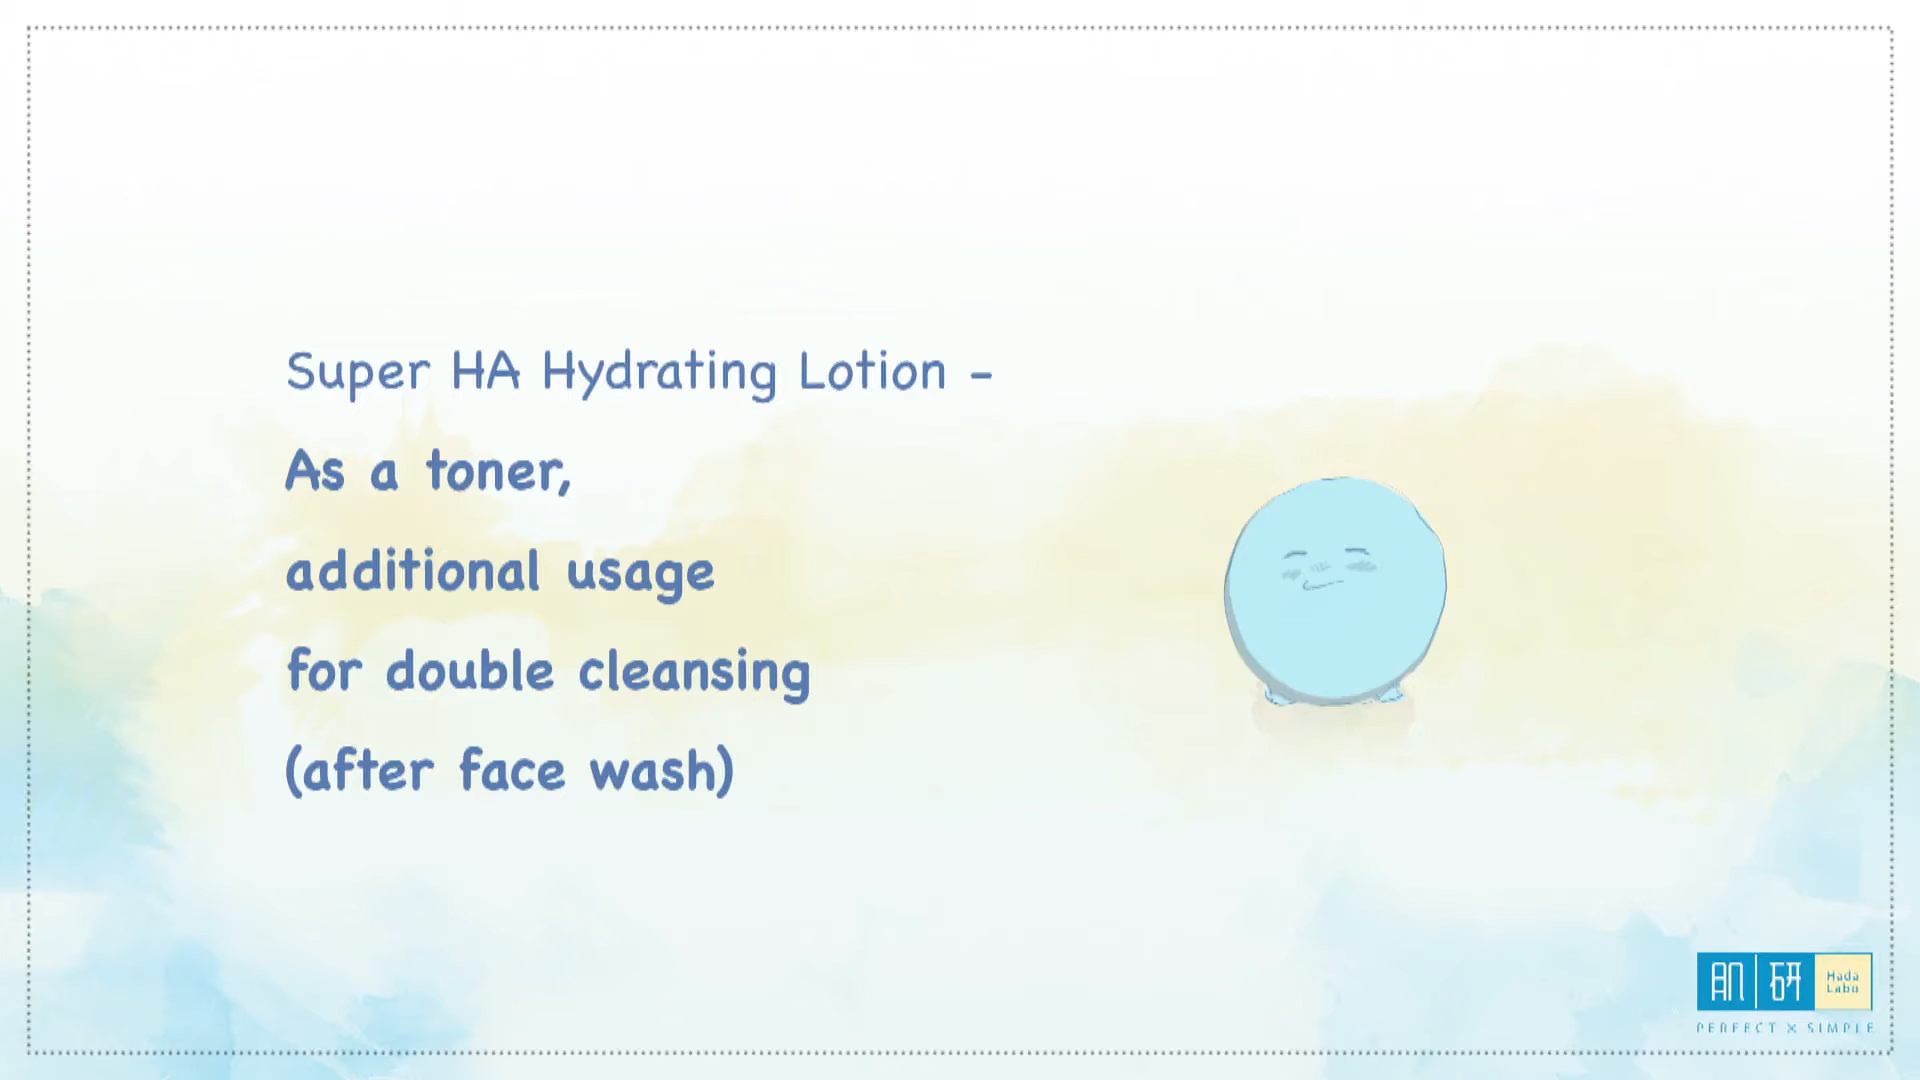 Super HA Hydrating Lotion -
As a toner,
additional usage
for double cleansing
(after face wash)
肌 研 Hada Labo
PERFECT × SIMPLE